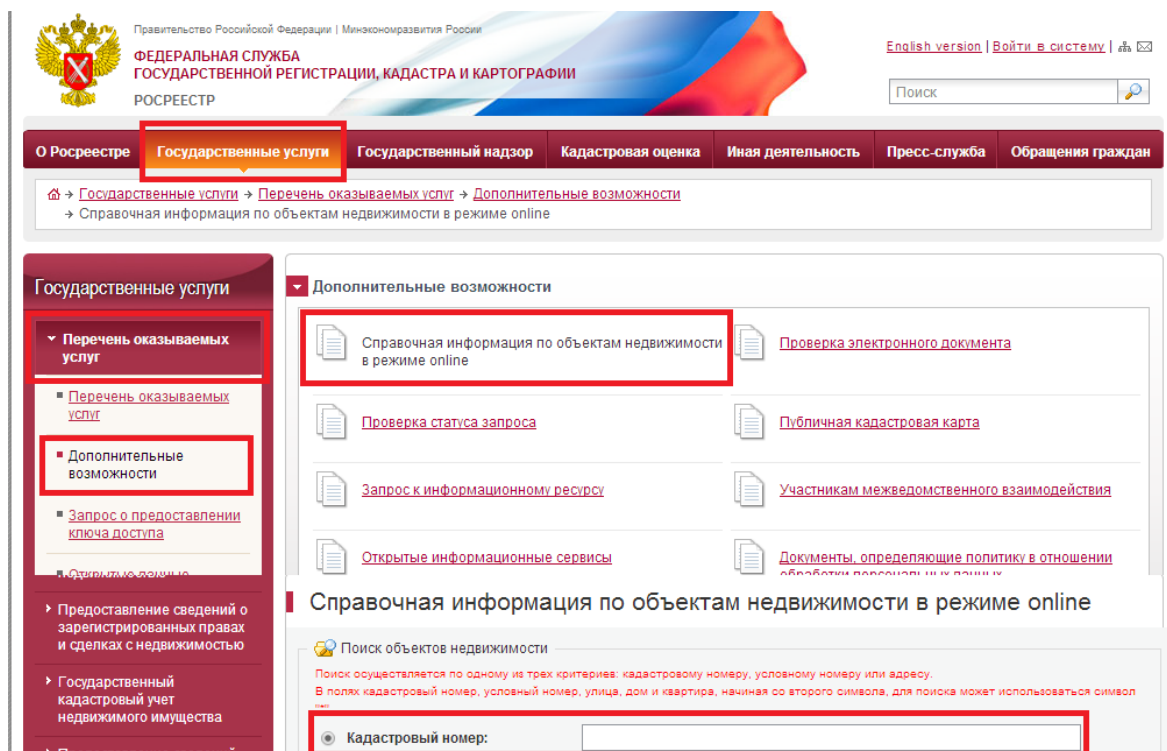 Правительство Российской Федерации | Минэкономразвития России
ФЕДЕРАЛЬНАЯ СЛУЖБА
ГОСУДАРСТВЕННОЙ РЕГИСТРАЦИИ, КАДАСТРА И КАРТОГРАФИИ
РОСРЕЕСТР
English version | Войти в систему |
Поиск
О Росреестре Государственные услуги Государственный надзор Кадастровая оценка Иная деятельность Пресс-служба Обращения граждан
→ Государственные услуги → Перечень оказываемых услуг → Дополнительные возможности
→ Справочная информация по объектам недвижимости в режиме online
Государственные услуги
Перечень оказываемых
услуг
Перечень оказываемых
услуг
Дополнительные
возможности
Запрос о предоставлении
ключа доступа
Открытые данные
Предоставление сведений о
зарегистрированных правах
и сделках с недвижимостью
Государственный
кадастровый учет
недвижимого имущества
Дополнительные возможности
Справочная информация по объектам недвижимости
в режиме online
Проверка электронного документа
Проверка статуса запроса
Публичная кадастровая карта
Запрос к информационному ресурсу
Участникам межведомственного взаимодействия
Открытые информационные сервисы
Документы, определяющие политику в отношении
обработки персональных данных
Справочная информация по объектам недвижимости в режиме online
Поиск объектов недвижимости
Поиск осуществляется по одному из трех критериев: кадастровому номеру, условному номеру или адресу.
В полях кадастровый номер, условный номер, улица, дом и квартира, начиная со второго символа, для поиска может использоваться символ
Кадастровый номер: